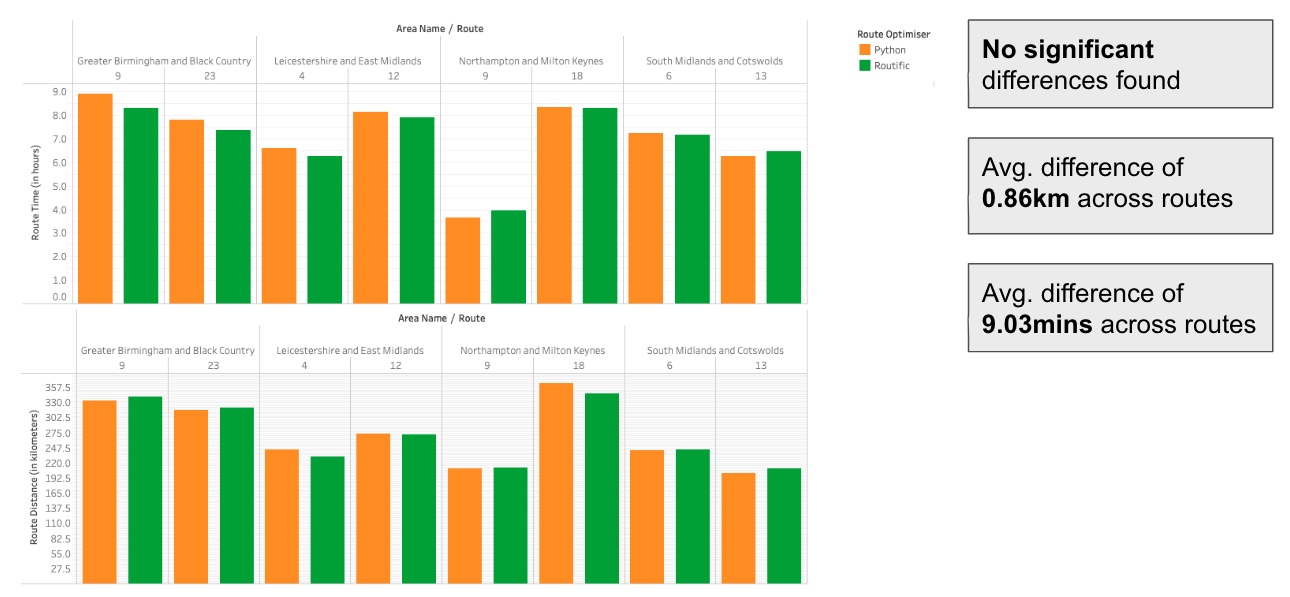 Area Name / Route
Greater Birmingham and Black Country Leicestershire and East Midlands Northampton and Milton Keynes South Midlands and Cotswolds
9 23 4 12 9 18 6 13
Route Time (in hours)
9.0
8.0
7.0
6.0
5.0
4.0
3.0
2.0
1.0
0.0
Area Name / Route
Greater Birmingham and Black Country Leicestershire and East Midlands Northampton and Milton Keynes South Midlands and Cotswolds
9 23 4 12 9 18 6 13
Route Distance (in kilometers)
357.5
330.0
302.5
275.0
247.5
220.0
192.5
165.0
137.5
110.0
82.5
55.0
27.5
Route Optimiser
Python
Routific
No significant
differences found
Avg. difference of
0.86km across routes
Avg. difference of
9.03mins across routes